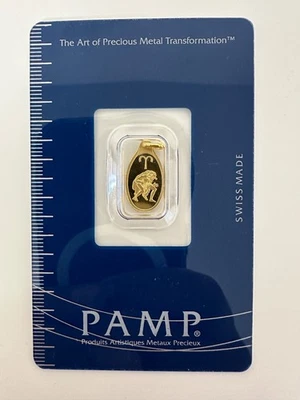 The Art of Precious Metal Transformation™
SWISS MADE
PAMP®
Produits Artistiques Métaux Précieux